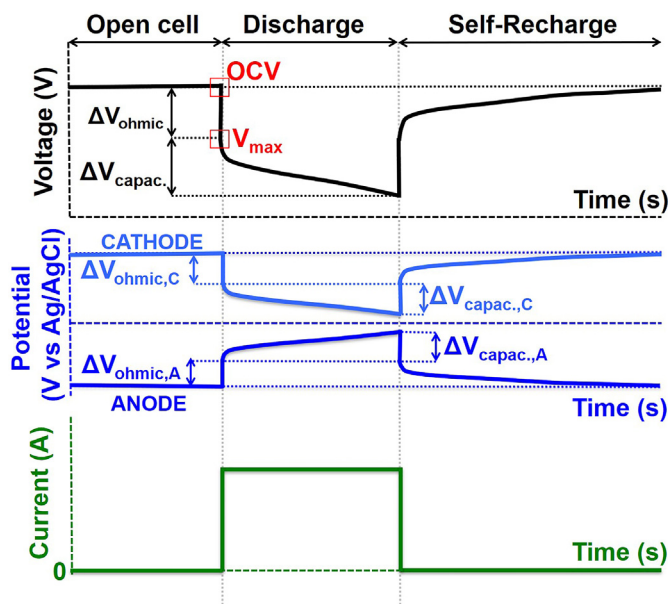 Open cell
Discharge
Self-Recharge
Voltage (V)
OCV
ΔVohmic
Vmax
ΔVcapac.
Time (s)
Potential
(V vs Ag/AgCl)
CATHODE
ΔVohmic,C
ΔVcapac.,C
ΔVohmic,A
ΔVcapac.,A
ANODE
Time (s)
Current (A)
0
Time (s)